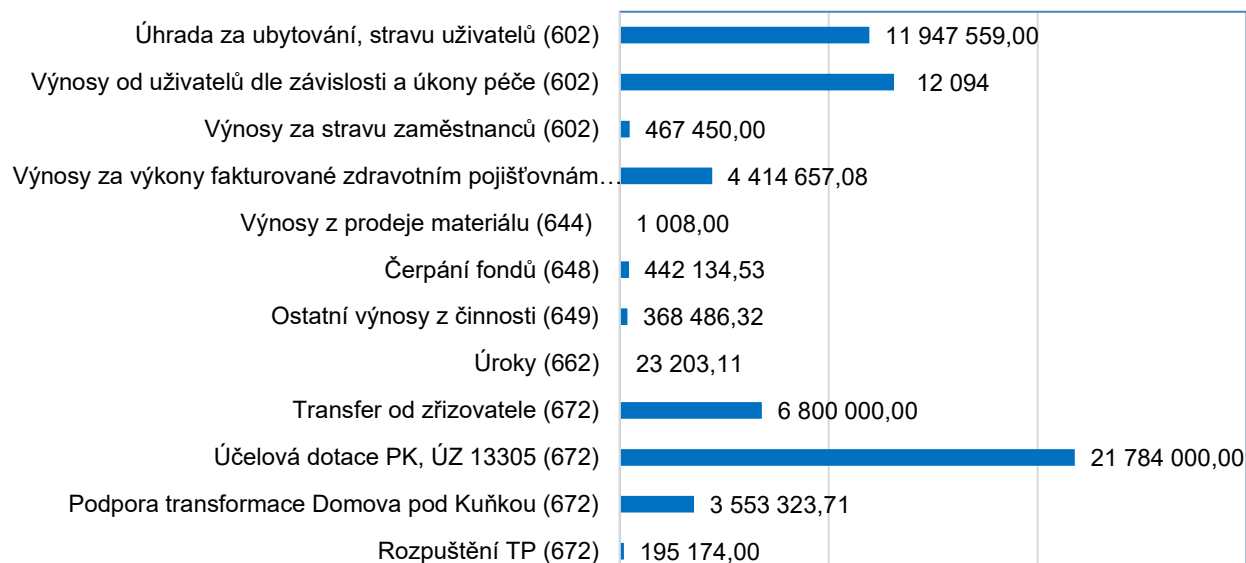 Úhrada za ubytování, stravu uživatelů (602) 11 947 559,00
Výnosy od uživatelů dle závislosti a úkony péče (602) 12 094
Výnosy za stravu zaměstnanců (602) 467 450,00
Výnosy za výkony fakturované zdravotním pojišťovnám… 4 414 657,08
Výnosy z prodeje materiálu (644) 1 008,00
Čerpání fondů (648) 442 134,53
Ostatní výnosy z činnosti (649) 368 486,32
Úroky (662) 23 203,11
Transfer od zřizovatele (672) 6 800 000,00
Účelová dotace PK, ÚZ 13305 (672) 21 784 000,00
Podpora transformace Domova pod Kuňkou (672) 3 553 323,71
Rozpuštění TP (672) 195 174,00